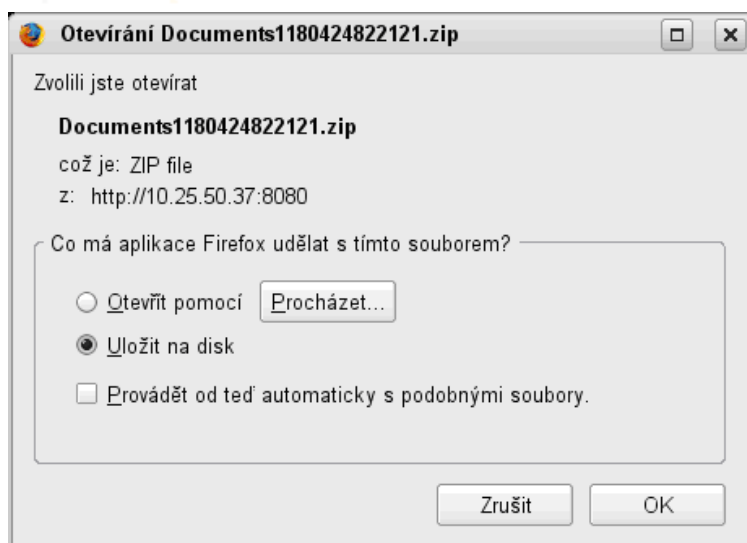 Otevírání Documents1180424822121.zip
Zvolili jste otevírat
Documents1180424822121.zip
což je: ZIP file
z: http://10.25.50.37:8080
Co má aplikace Firefox udělat s tímto souborem?
Otevřít pomocí Procházet...
Uložit na disk
Provádět od teď automaticky s podobnými soubory.
Zrušit OK